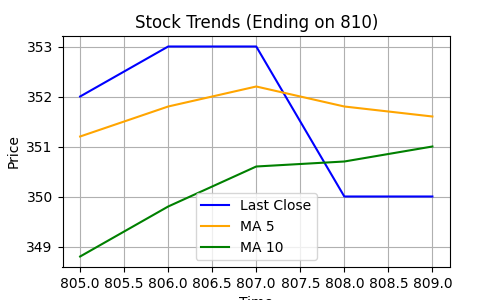 Stock Trends (Ending on 810)
353
352
351
350
349
Price
Last Close
MA 5
MA 10
805.0 805.5 806.0 806.5 807.0 807.5 808.0 808.5 809.0
Time